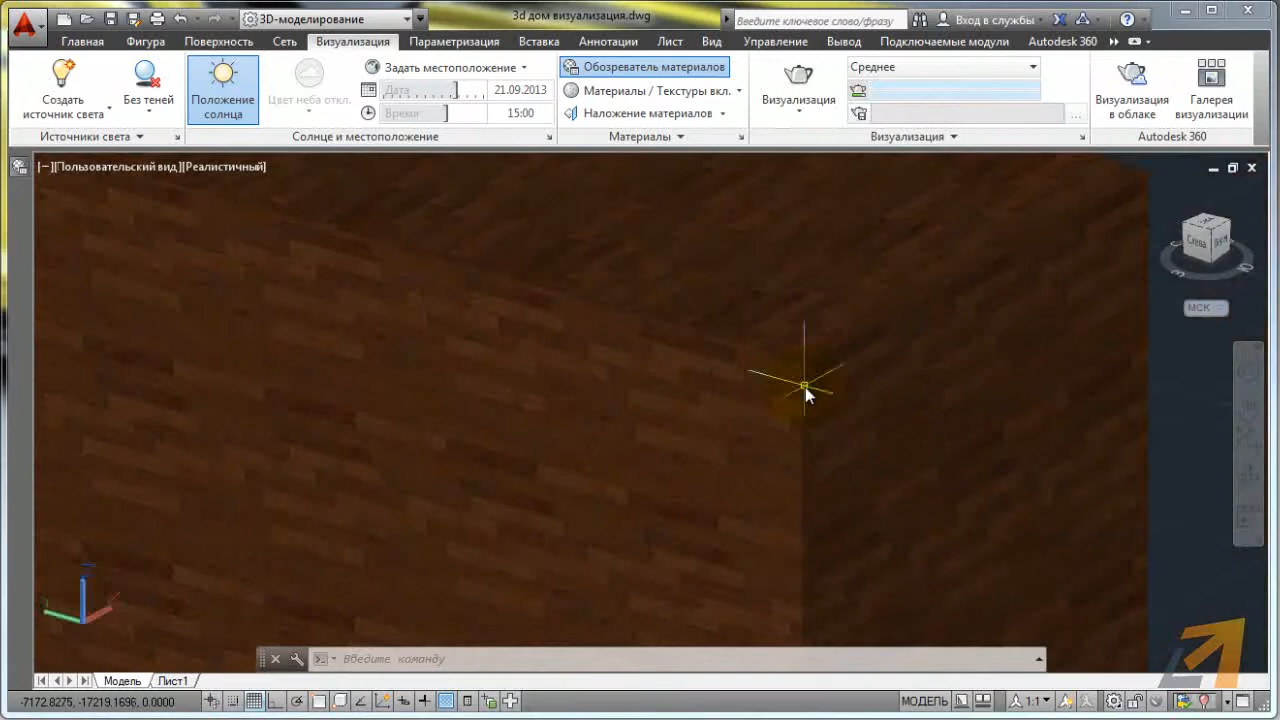 3D-моделирование
3d дом визуализация.dwg
Введите ключевое слово/фразу
Вход в службы
Главная Фигура Поверхность Сеть Визуализация Параметризация Вставка Аннотации Лист Вид Управление Вывод Подключаемые модули Autodesk 360
Создать источник света
Без теней
Положение солнца
Цвет неба откл.
Задать местоположение
Дата 21.09.2013
Время 15:00
Обозреватель материалов
Материалы / Текстуры вкл.
Наложение материалов
Визуализация
Среднее
Визуализация в облаке
Галерея визуализации
Источники света Солнце и местоположение Материалы Визуализация Autodesk 360
[−][Пользовательский вид][Реалистичный]
Слева
МСК
Введите команду
Модель Лист1
-7172.8275, -17219.1696, 0.0000
МОДЕЛЬ
1:1